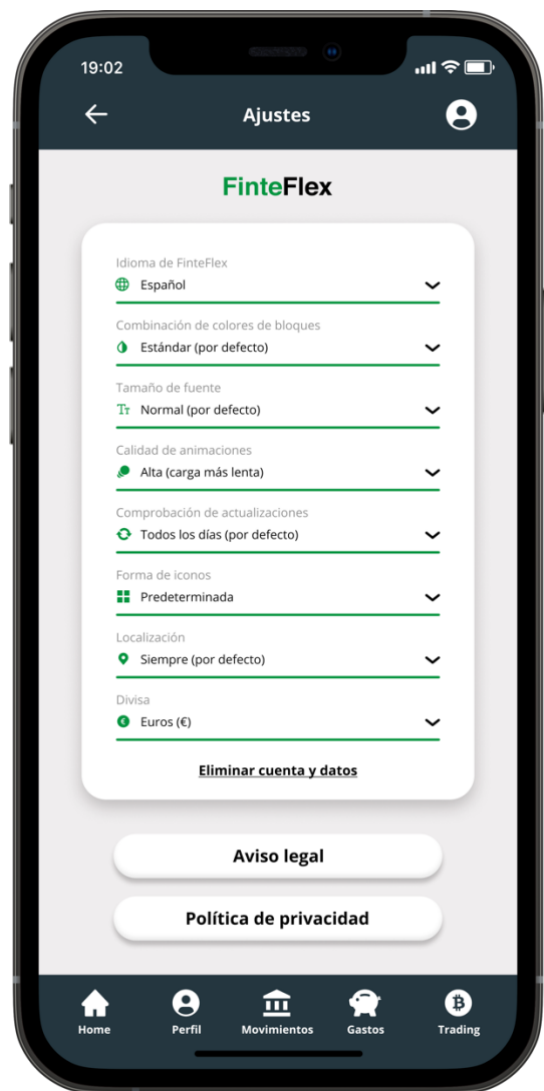 19:02
Ajustes
FinteFlex
Idioma de FinteFlex
Español
Combinación de colores de bloques
Estándar (por defecto)
Tamaño de fuente
Tт Normal (por defecto)
Calidad de animaciones
Alta (carga más lenta)
Comprobación de actualizaciones
Todos los días (por defecto)
Forma de iconos
Predeterminada
Localización
Siempre (por defecto)
Divisa
€ Euros (€)
Eliminar cuenta y datos
Aviso legal
Política de privacidad
Home Perfil Movimientos Gastos Trading